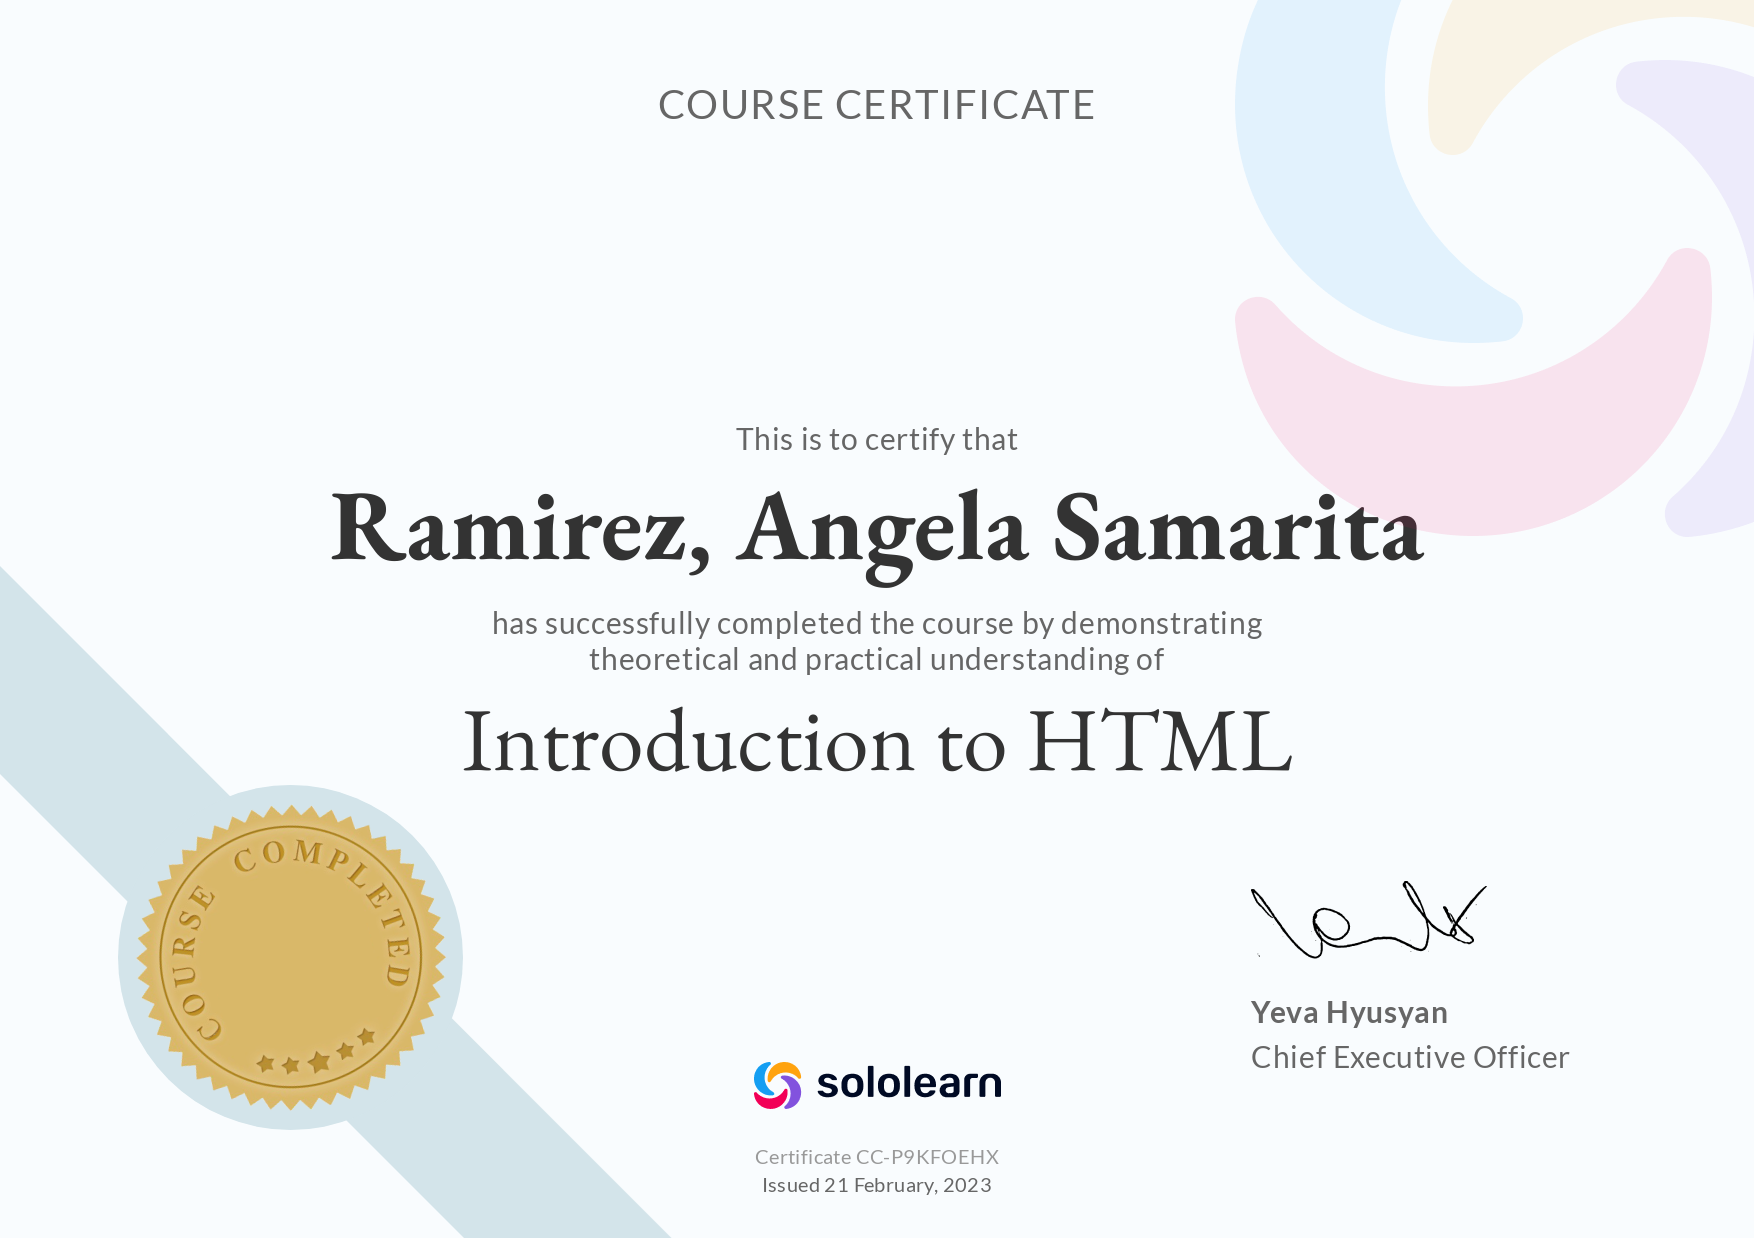 COURSE CERTIFICATE
This is to certify that
Ramirez, Angela Samarita
has successfully completed the course by demonstrating
theoretical and practical understanding of
Introduction to HTML
COURSE COMPLETED
Yeva Hyusyan
Chief Executive Officer
sololearn
Certificate CC-P9KFOEHX
Issued 21 February, 2023